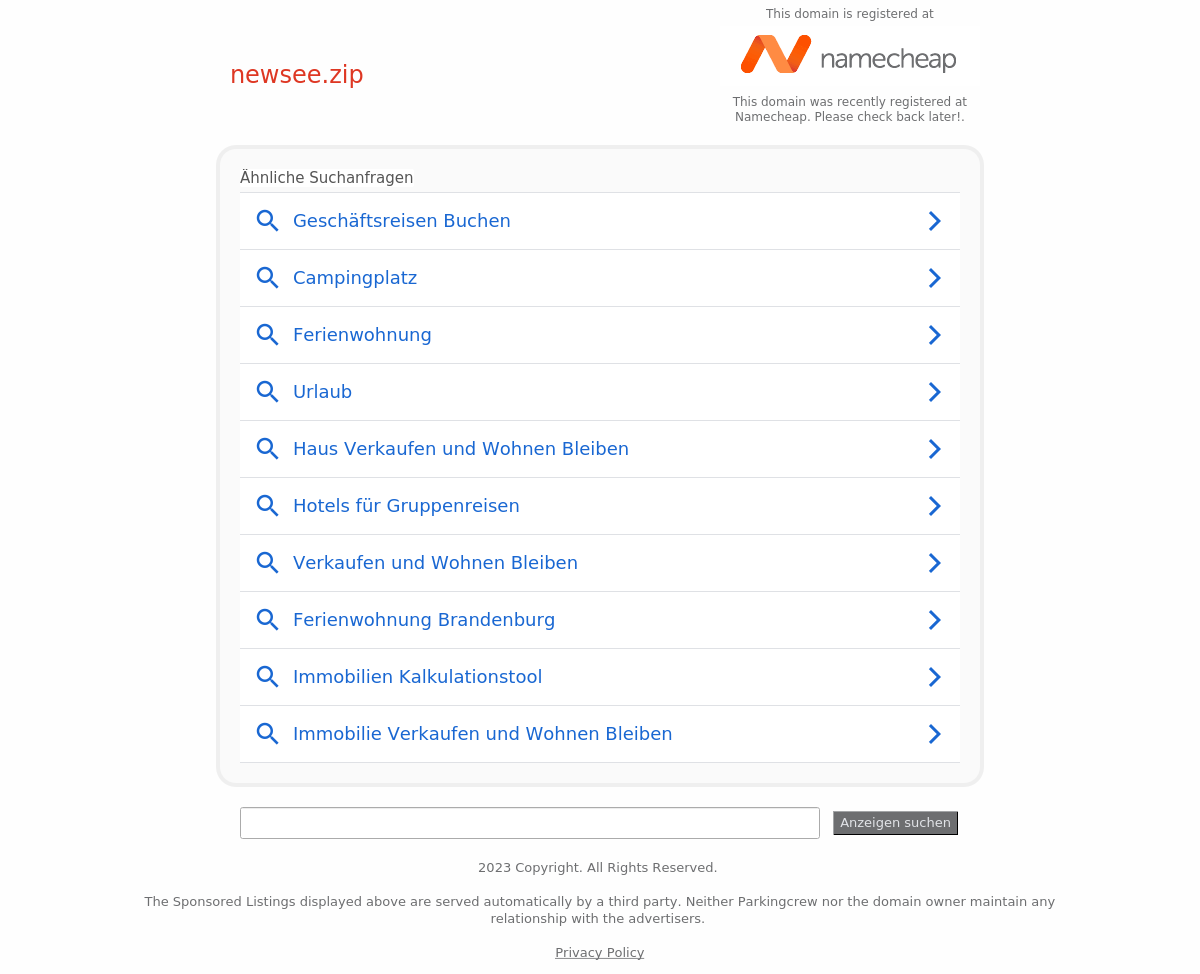 This domain is registered at
namecheap
newsee.zip
This domain was recently registered at
Namecheap. Please check back later!.
Ähnliche Suchanfragen
Geschäftsreisen Buchen
Campingplatz
Ferienwohnung
Urlaub
Haus Verkaufen und Wohnen Bleiben
Hotels für Gruppenreisen
Verkaufen und Wohnen Bleiben
Ferienwohnung Brandenburg
Immobilien Kalkulationstool
Immobilie Verkaufen und Wohnen Bleiben
Anzeigen suchen
2023 Copyright. All Rights Reserved.
The Sponsored Listings displayed above are served automatically by a third party. Neither Parkingcrew nor the domain owner maintain any
relationship with the advertisers.
Privacy Policy